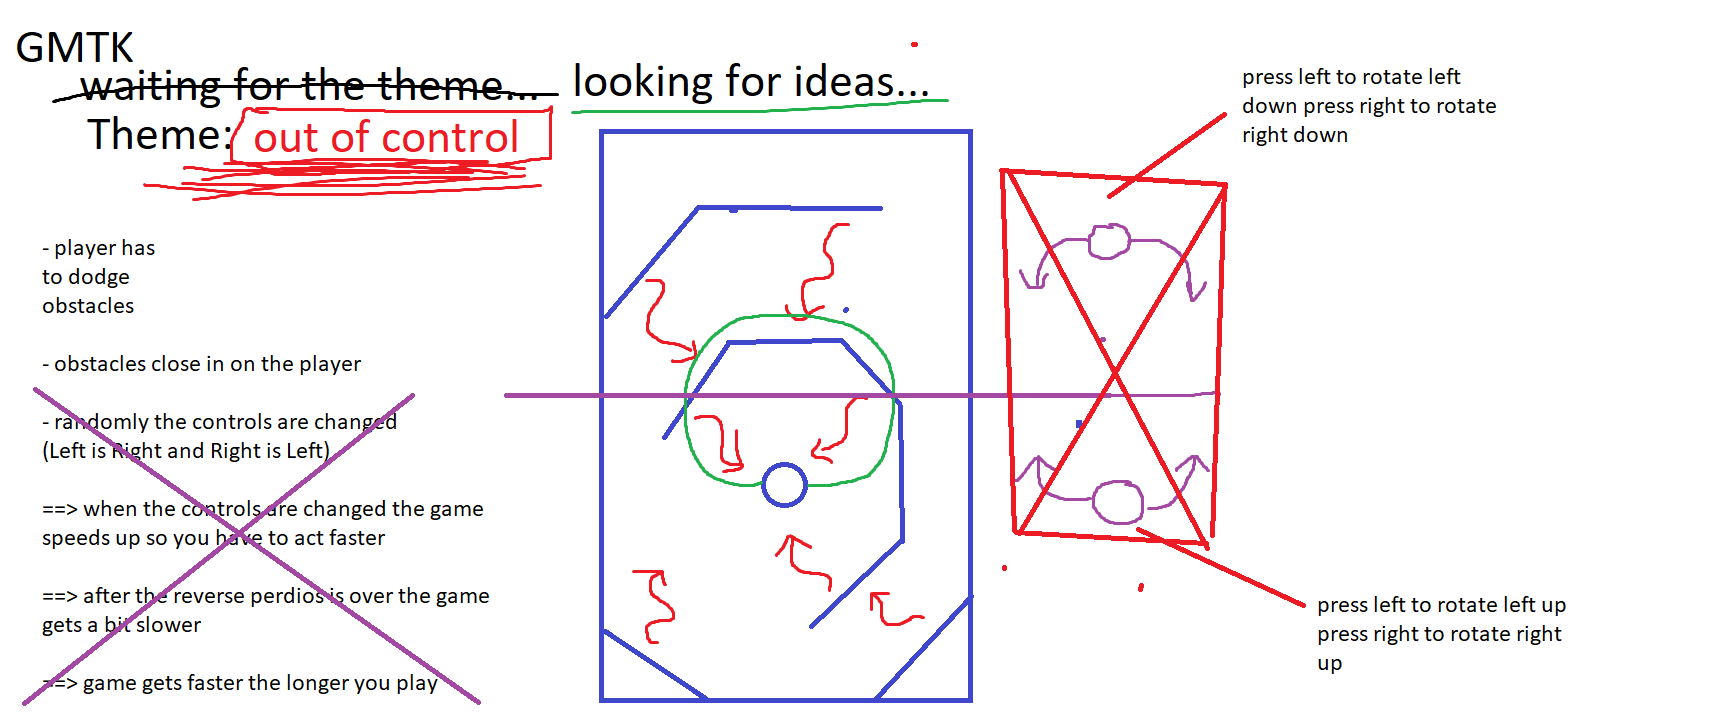 GMTK
waiting for the theme...
looking for ideas...
Theme: out of control
- player has
to dodge
obstacles
- obstacles close in on the player
- randomly the controls are changed
(Left is Right and Right is Left)
==> when the controls are changed the game
speeds up so you have to act faster
==> after the reverse perdios is over the game
gets a bit slower
==> game gets faster the longer you play
press left to rotate left
down press right to rotate
right down
press left to rotate left up
press right to rotate right
up